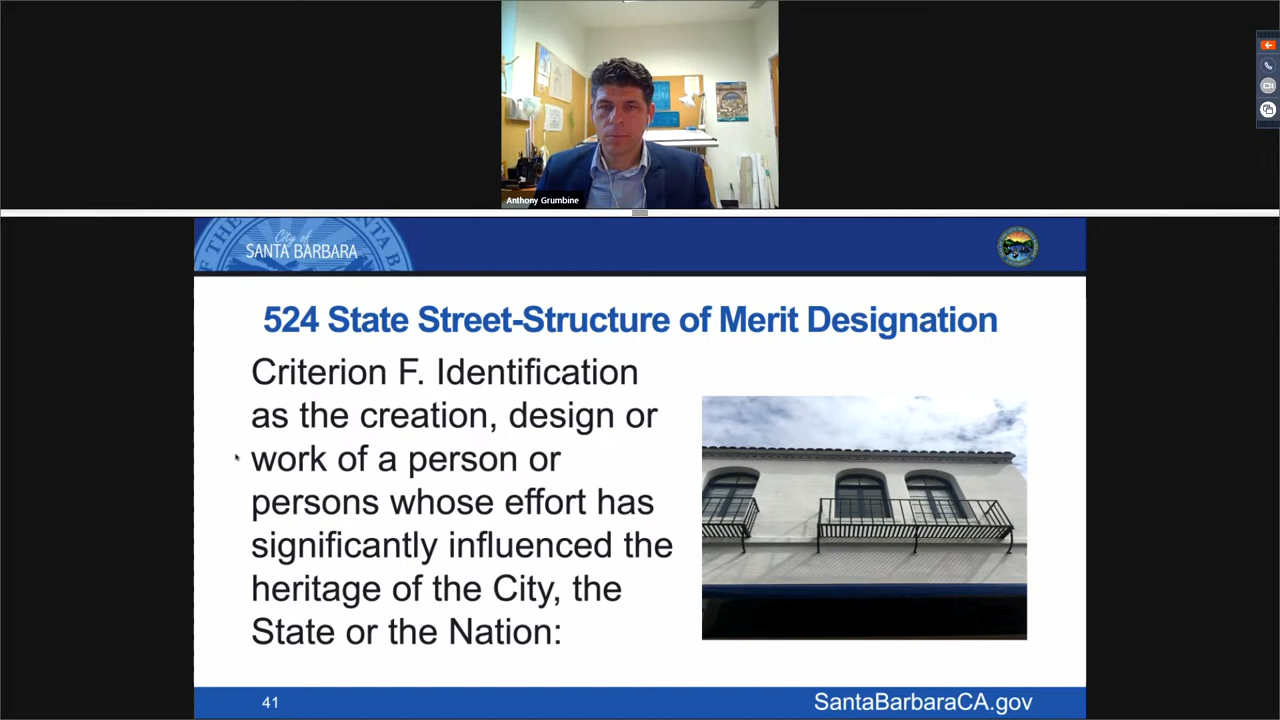 Anthony Grumbine
City of
SANTA BARBARA
524 State Street-Structure of Merit Designation
Criterion F. Identification
as the creation, design or
work of a person or
persons whose effort has
significantly influenced the
heritage of the City, the
State or the Nation:
41
SantaBarbaraCA.gov